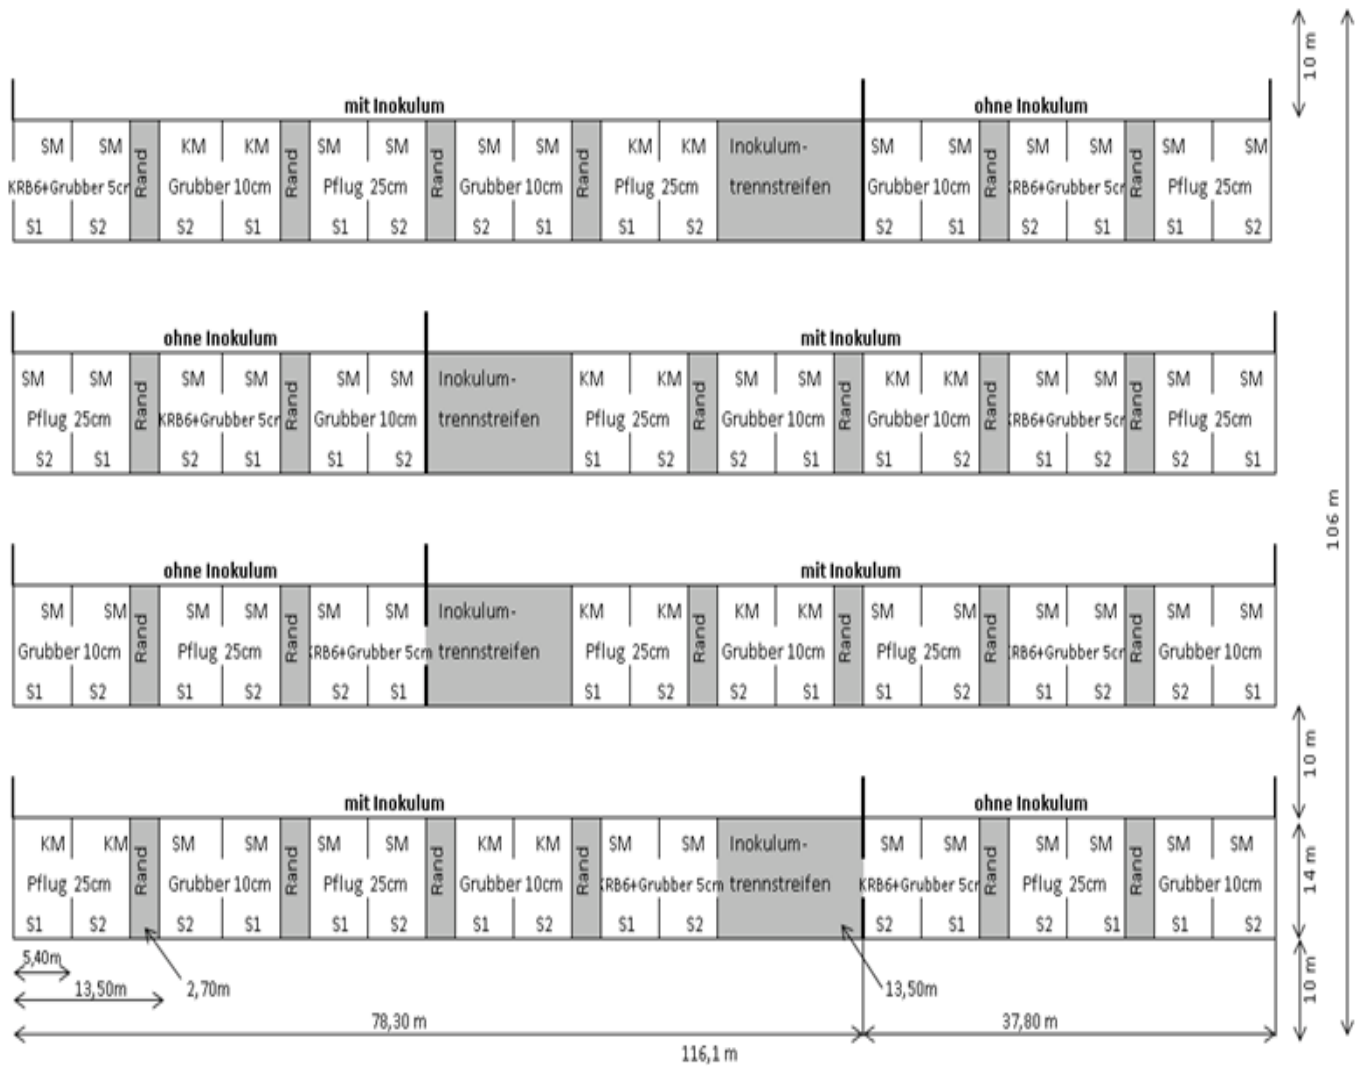 10 m
mit Inokulum ohne Inokulum
SM SM KM KM SM SM SM SM KM KM Inokulum- SM SM SM SM SM SM
KRB6+Grubber 5cm Rand Grubber 10cm Rand Pflug 25cm Rand Grubber 10cm Rand Pflug 25cm trennstreifen Grubber 10cm Rand KRB6+Grubber 5cm Rand Pflug 25cm
S1 S2 S2 S1 S1 S2 S2 S1 S1 S2 S2 S1 S2 S1 S1 S2
ohne Inokulum mit Inokulum
SM SM SM SM SM SM Inokulum- KM KM SM SM KM KM SM SM SM SM
Pflug 25cm Rand KRB6+Grubber 5cm Rand Grubber 10cm trennstreifen Pflug 25cm Rand Grubber 10cm Rand Grubber 10cm Rand KRB6+Grubber 5cm Rand Pflug 25cm
S2 S1 S2 S1 S1 S2 S1 S2 S2 S1 S1 S2 S1 S2 S2 S1
106 m
ohne Inokulum mit Inokulum
SM SM SM SM SM SM Inokulum- KM KM KM KM SM SM SM SM SM SM
Grubber 10cm Rand Pflug 25cm Rand KRB6+Grubber 5cm trennstreifen Pflug 25cm Rand Grubber 10cm Rand Pflug 25cm Rand KRB6+Grubber 5cm Rand Grubber 10cm
S1 S2 S1 S2 S2 S1 S1 S2 S2 S1 S1 S2 S1 S2 S2 S1
10 m
mit Inokulum ohne Inokulum
KM KM SM SM SM SM KM KM SM SM Inokulum- SM SM SM SM SM SM
Pflug 25cm Rand Grubber 10cm Rand Pflug 25cm Rand Grubber 10cm Rand KRB6+Grubber 5cm trennstreifen KRB6+Grubber 5cm Rand Pflug 25cm Rand Grubber 10cm
S1 S2 S2 S1 S1 S2 S1 S2 S1 S2 S2 S1 S2 S1 S1 S2
14 m
5,40m
13,50m 2,70m 13,50m
10 m
78,30 m 37,80 m
116,1 m